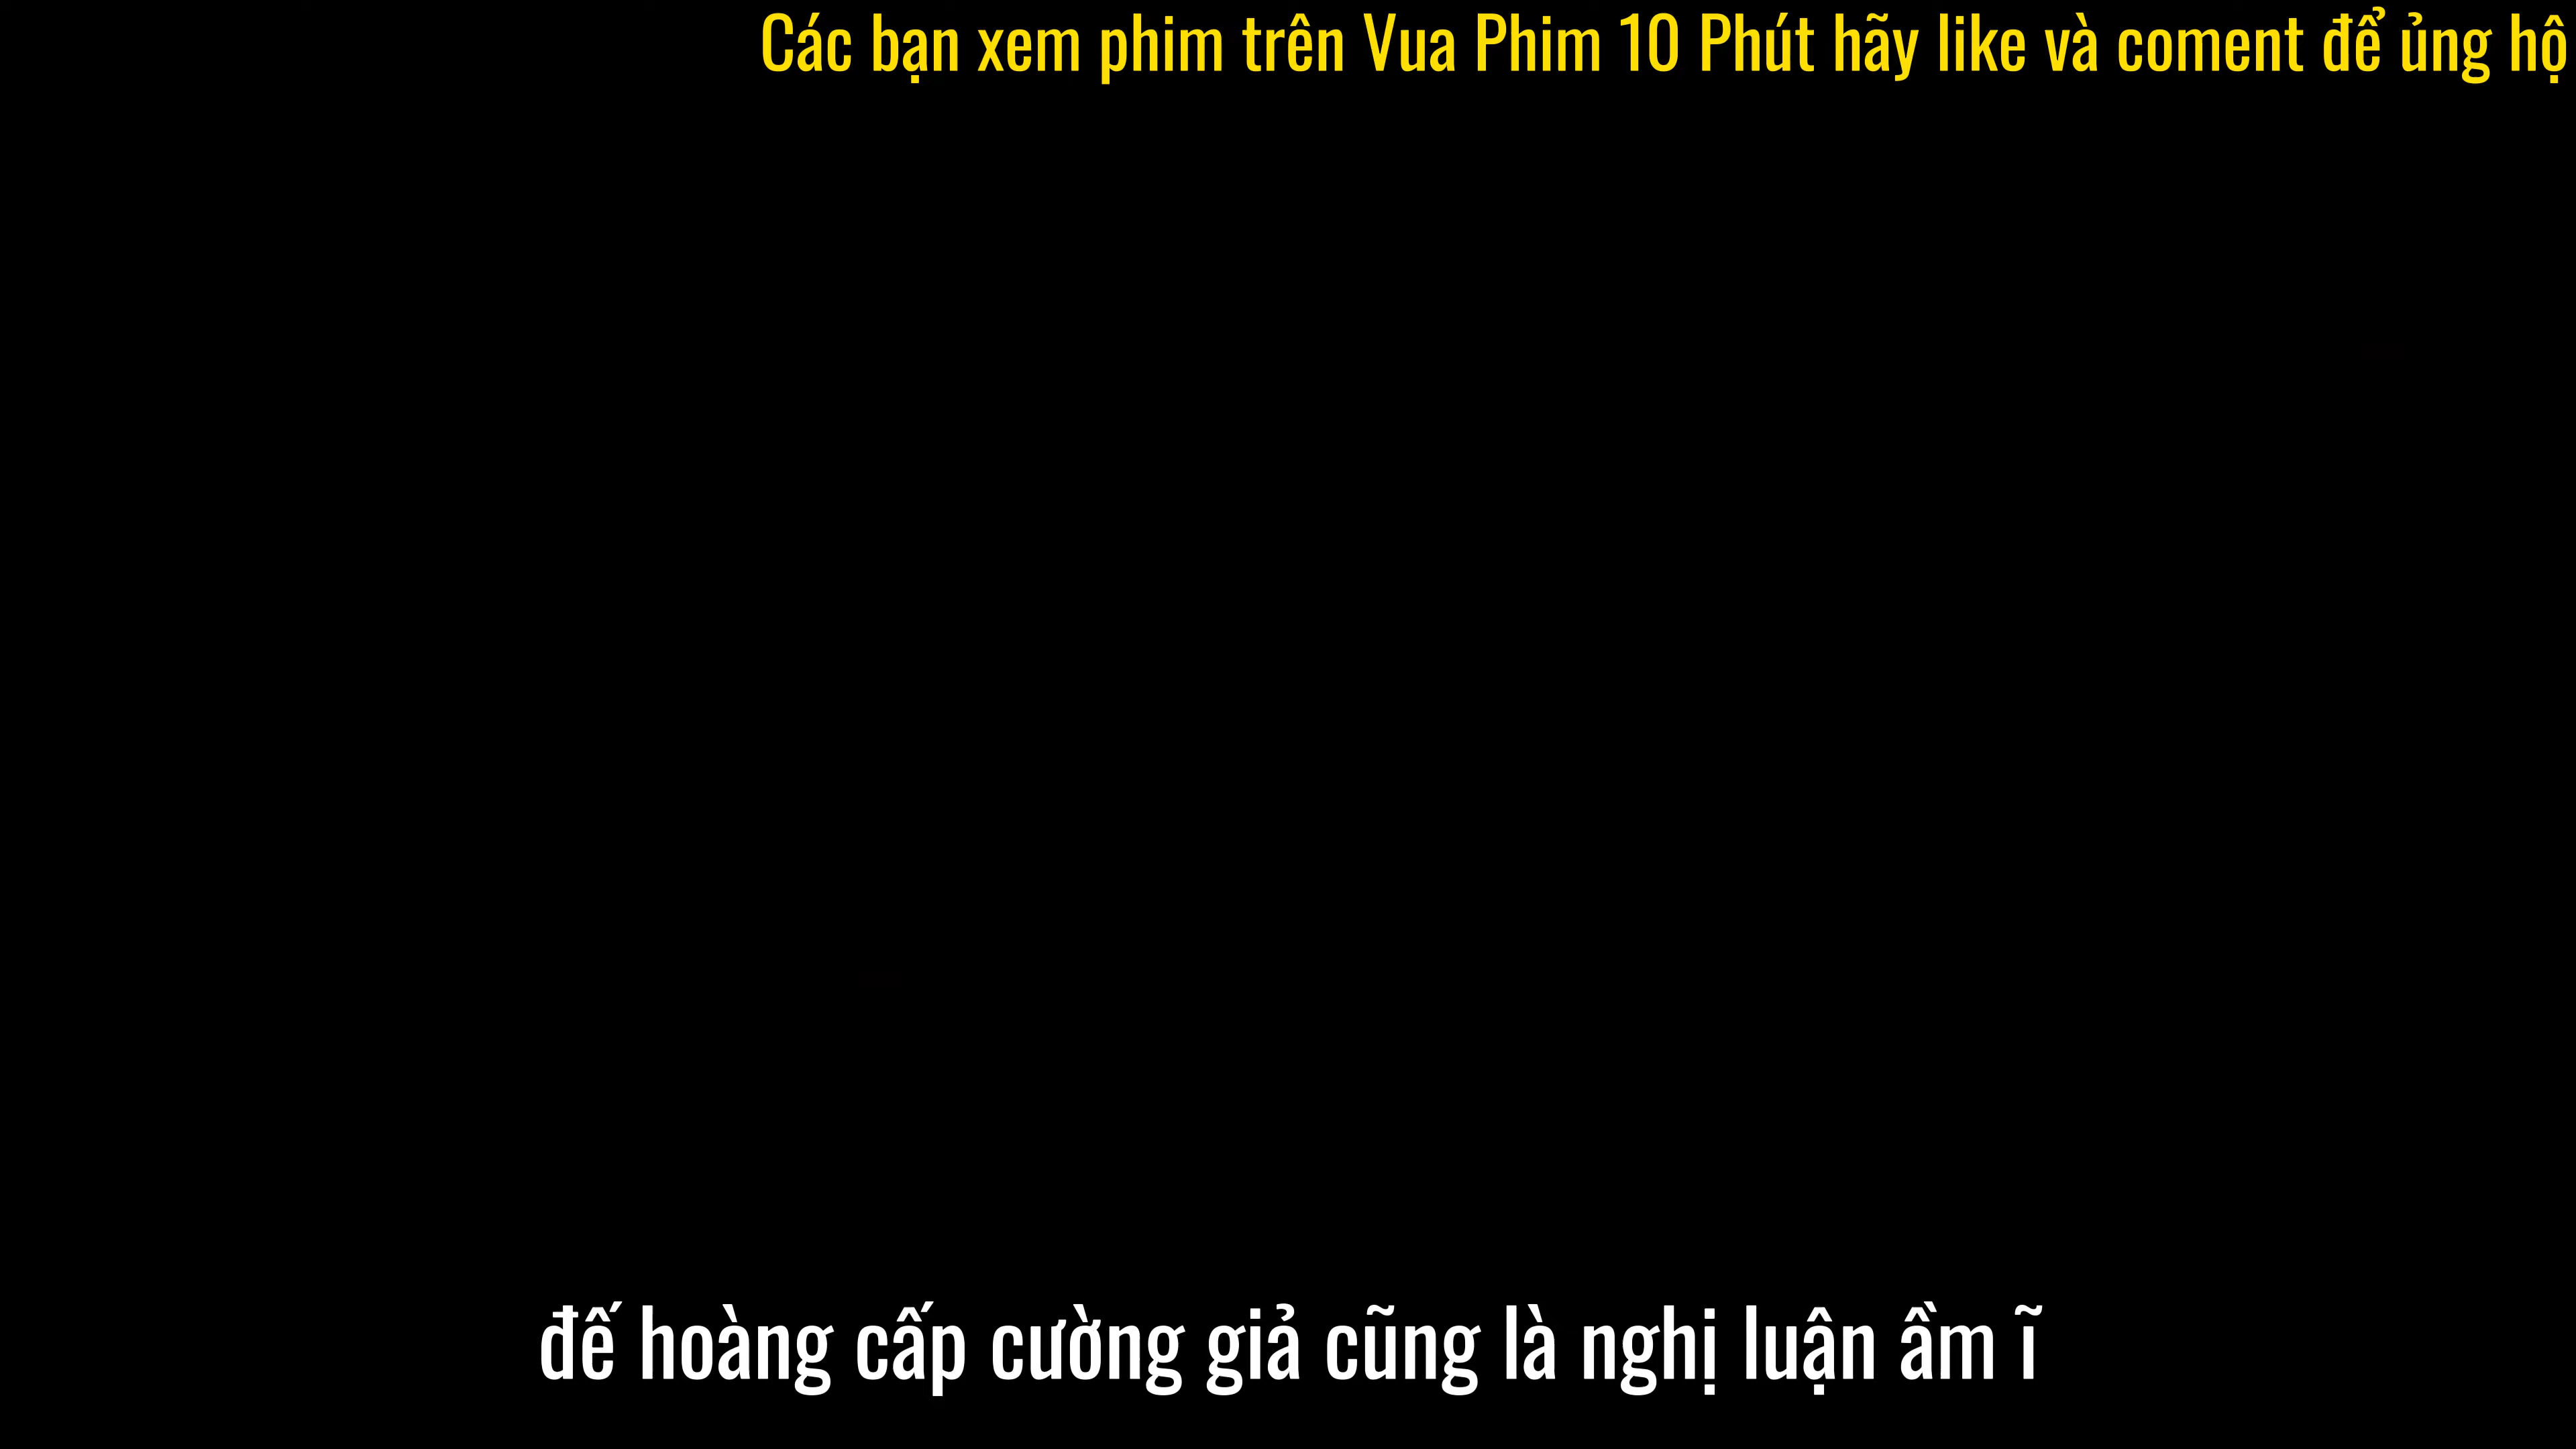 Các bạn xem phim trên Vua Phim 10 Phút hãy like và coment để ủng hộ
đế hoàng cấp cường giả cũng là nghị luận ầm ĩ